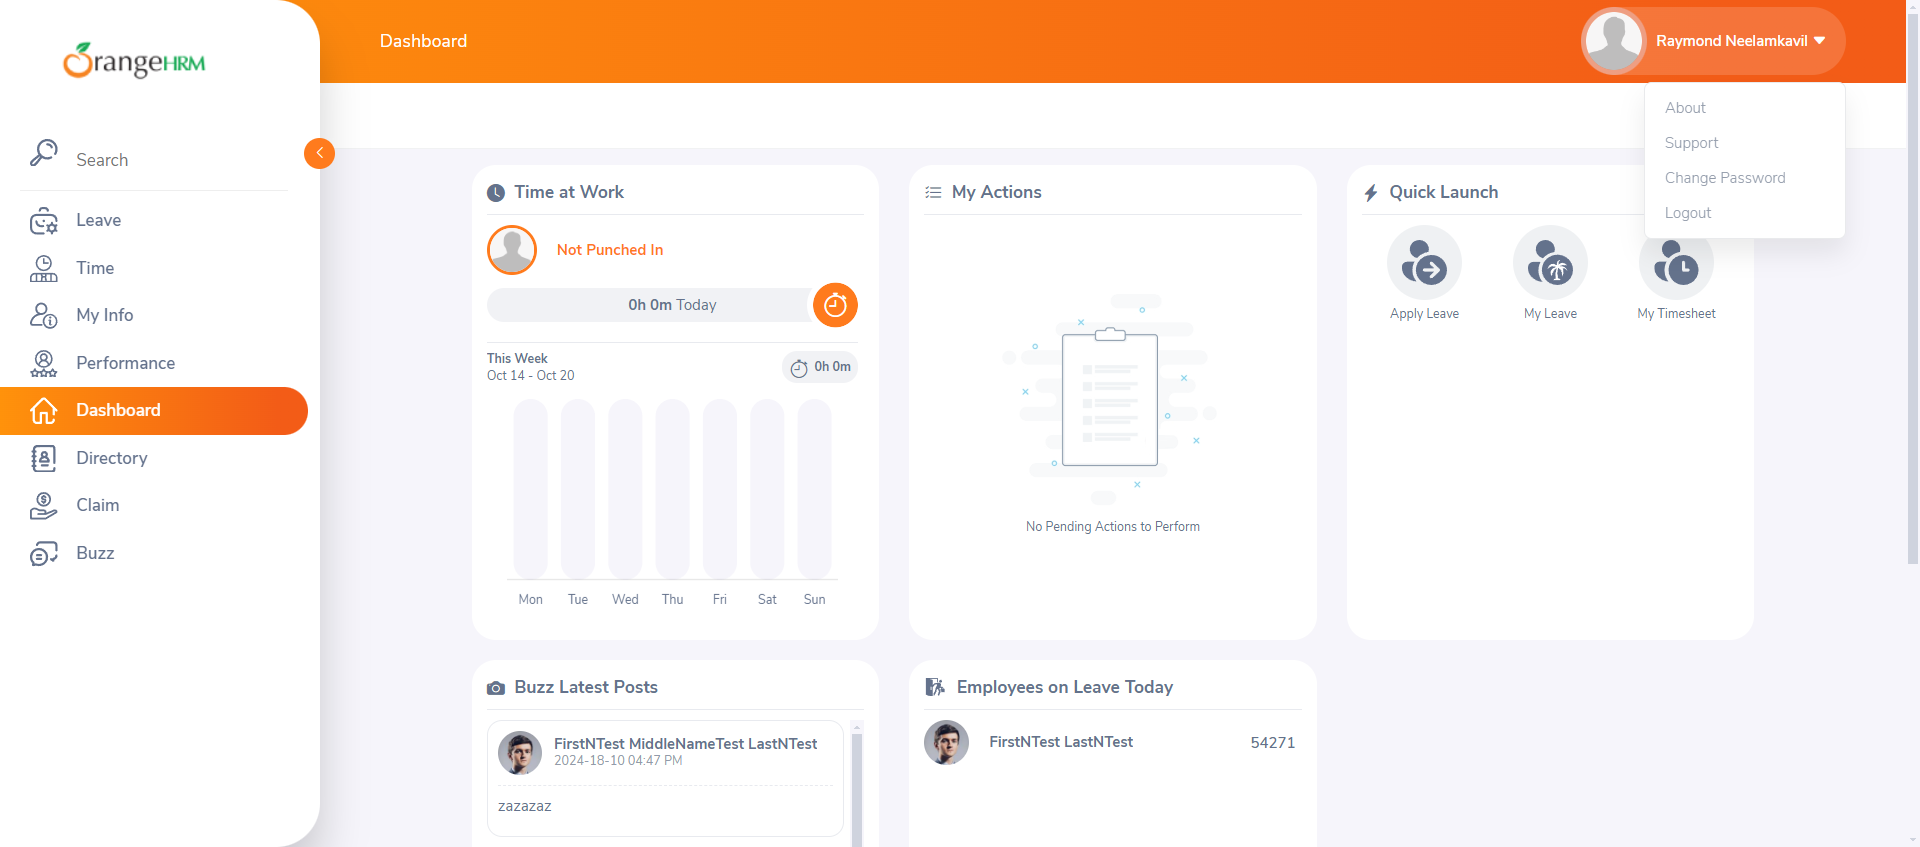 OrangeHRM
Dashboard
Raymond Neelamkavil
About
Support
Change Password
Logout
Search
Leave
Time
My Info
Performance
Dashboard
Directory
Claim
Buzz
Time at Work
Not Punched In
0h 0m Today
This Week
Oct 14 - Oct 20
0h 0m
Mon Tue Wed Thu Fri Sat Sun
My Actions
No Pending Actions to Perform
Quick Launch
Apply Leave
My Leave
My Timesheet
Buzz Latest Posts
FirstNTest MiddleNameTest LastNTest
2024-18-10 04:47 PM
zazazaz
Employees on Leave Today
FirstNTest LastNTest 54271